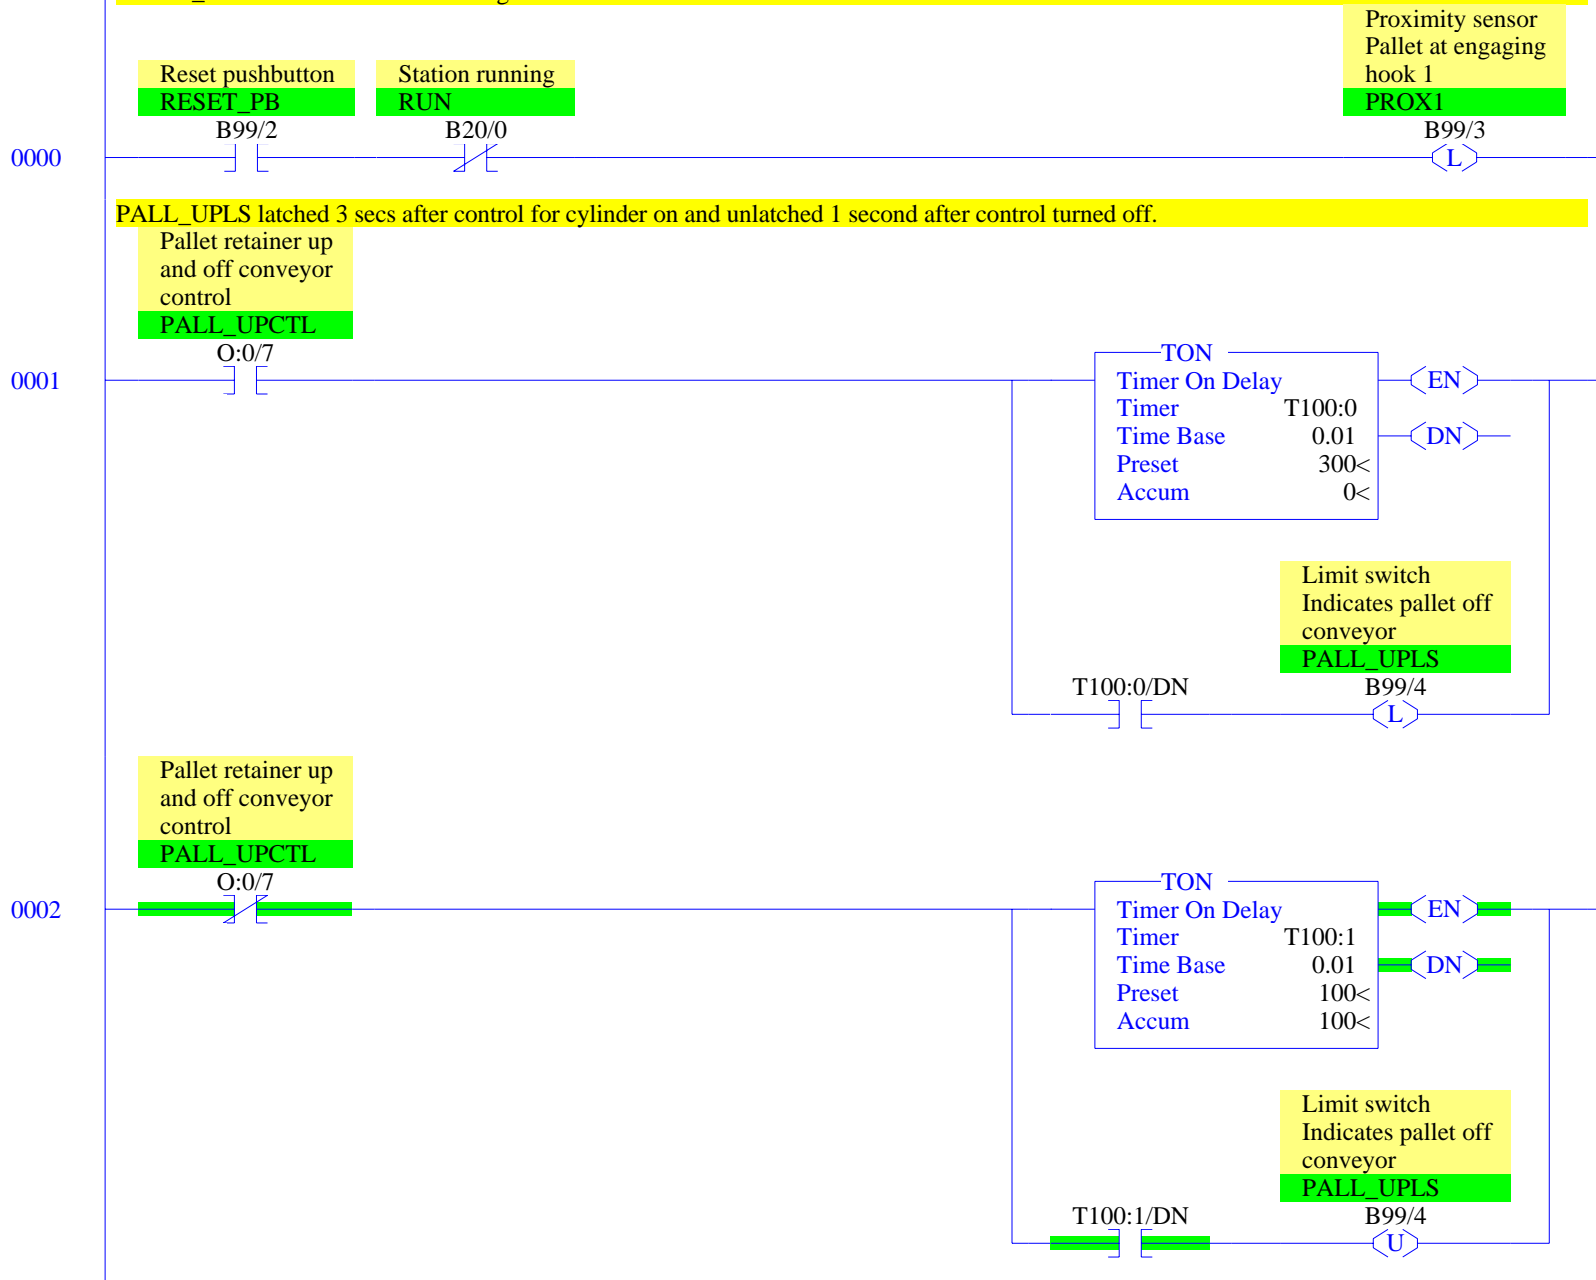 Reset pushbutton
RESET_PB
B99/2
Station running
RUN
B20/0
Proximity sensor
Pallet at engaging
hook 1
PROX1
B99/3
0000
L
PALL_UPLS latched 3 secs after control for cylinder on and unlatched 1 second after control turned off.
Pallet retainer up
and off conveyor
control
PALL_UPCTL
O:0/7
0001
TON
Timer On Delay
Timer T100:0
Time Base 0.01
Preset 300<
Accum 0<
EN
DN
Limit switch
Indicates pallet off
conveyor
PALL_UPLS
T100:0/DN
B99/4
L
Pallet retainer up
and off conveyor
control
PALL_UPCTL
O:0/7
0002
TON
Timer On Delay
Timer T100:1
Time Base 0.01
Preset 100<
Accum 100<
EN
DN
Limit switch
Indicates pallet off
conveyor
PALL_UPLS
T100:1/DN
B99/4
U